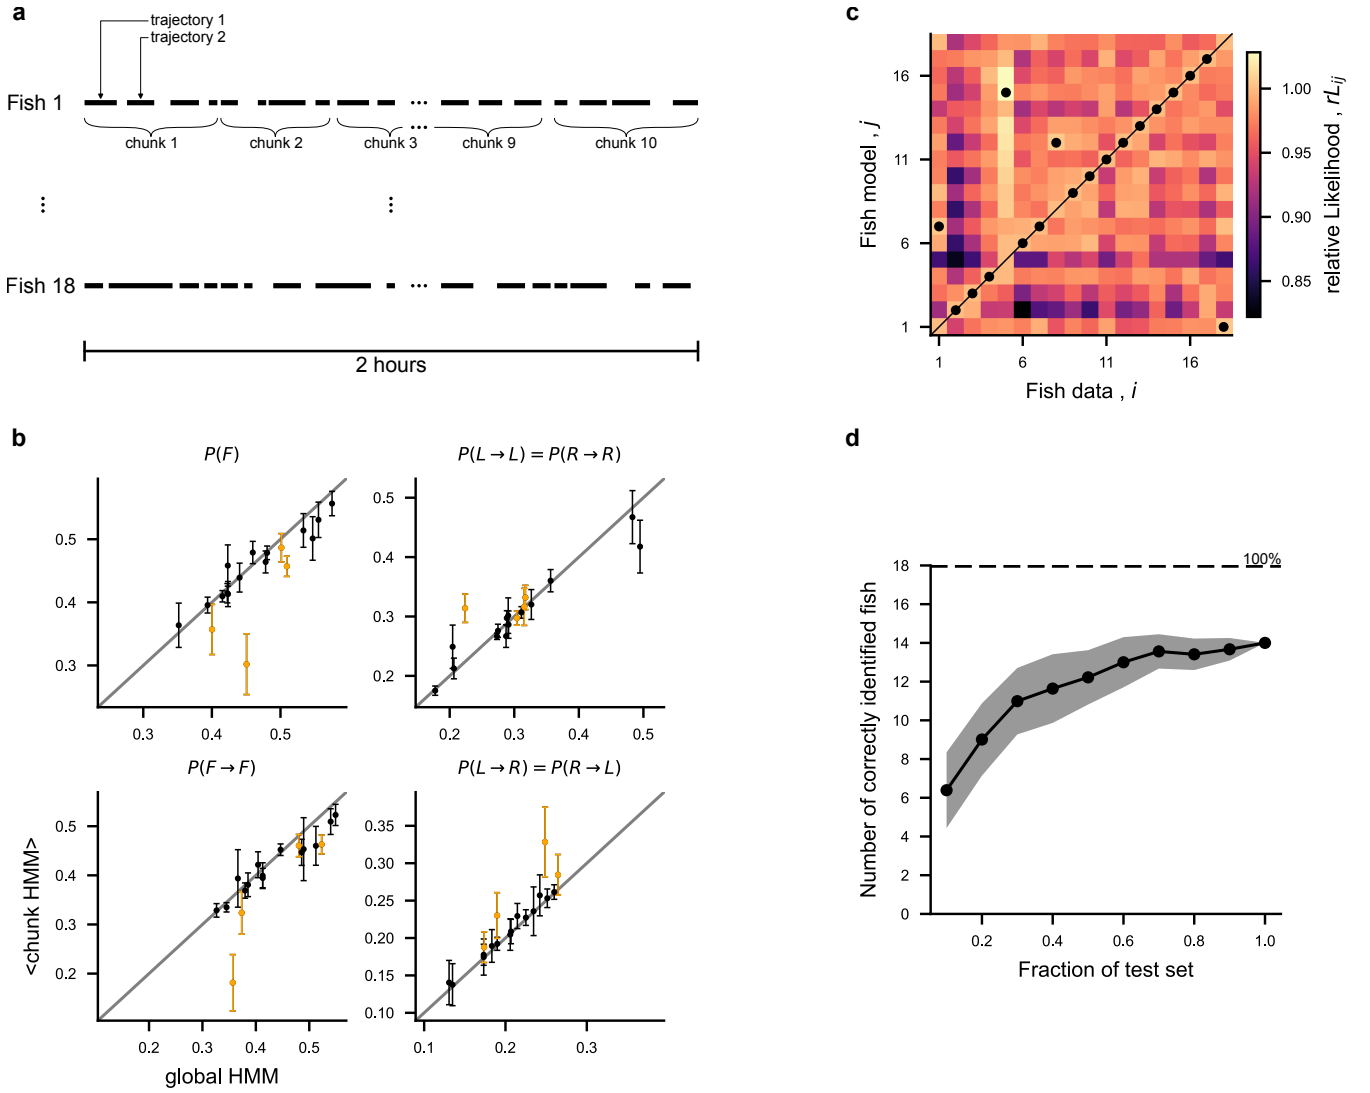 a
trajectory 1
trajectory 2
Fish 1
...
...
chunk 1
chunk 2
chunk 3
chunk 9
chunk 10
Fish 18
...
2 hours
b
P(F)
0.5
0.4
0.3
0.3
0.4
0.5
P(L → L) = P(R → R)
0.5
0.4
0.3
0.2
0.2
0.3
0.4
0.5
P(F → F)
0.5
0.4
0.3
0.2
0.2
0.3
0.4
0.5
P(L → R) = P(R → L)
0.35
0.30
0.25
0.20
0.15
0.10
0.1
0.2
0.3
<chunk HMM>
global HMM
c
16
11
6
1
1
6
11
16
Fish model , j
Fish data , i
1.00
0.95
0.90
0.85
relative Likelihood , rLij
d
100%
18
16
14
12
10
8
6
4
2
0
0.2
0.4
0.6
0.8
1.0
Number of correctly identified fish
Fraction of test set